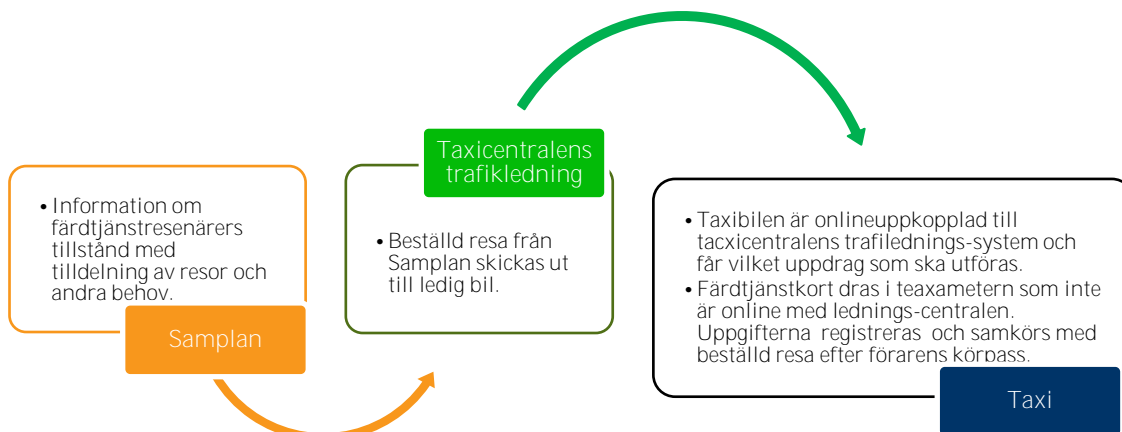 • Information om
färdtjänstresenärers
tillstånd med
tilldelning av resor och
andra behov.
Samplan
Taxicentralens
trafikledning
• Beställd resa från
Samplan skickas ut
till ledig bil.
• Taxibilen är onlineuppkopplad till
tacxicentralens trafilednings-system och
får vilket uppdrag som ska utföras.
• Färdtjänstkort dras i teaxametern som inte
är online med lednings-centralen.
Uppgifterna registreras och samkörs med
beställd resa efter förarens körpass.
Taxi